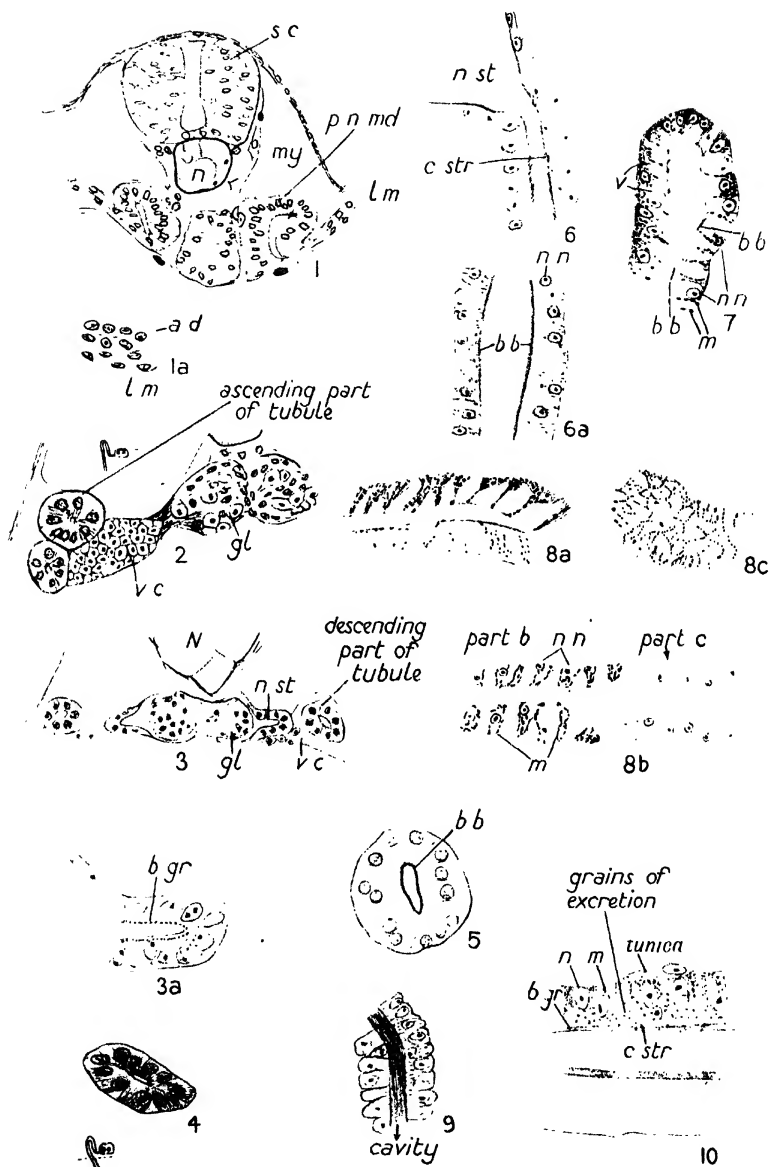 s c
p n md
my
n
l m
1
a d
1a
l m
n st
c str
6
n n
b b
6a
v
b b
n n
b b
7
m
ascending part
of tubule
2
gl
v c
8a
8c
N
descending
part of
tubule
n st
3
gl
v c
part b
n n
part c
m
8b
b gr
3a
b b
5
grains of
excretion
n
m
tunica
b gr
c str
10
4
9
cavity